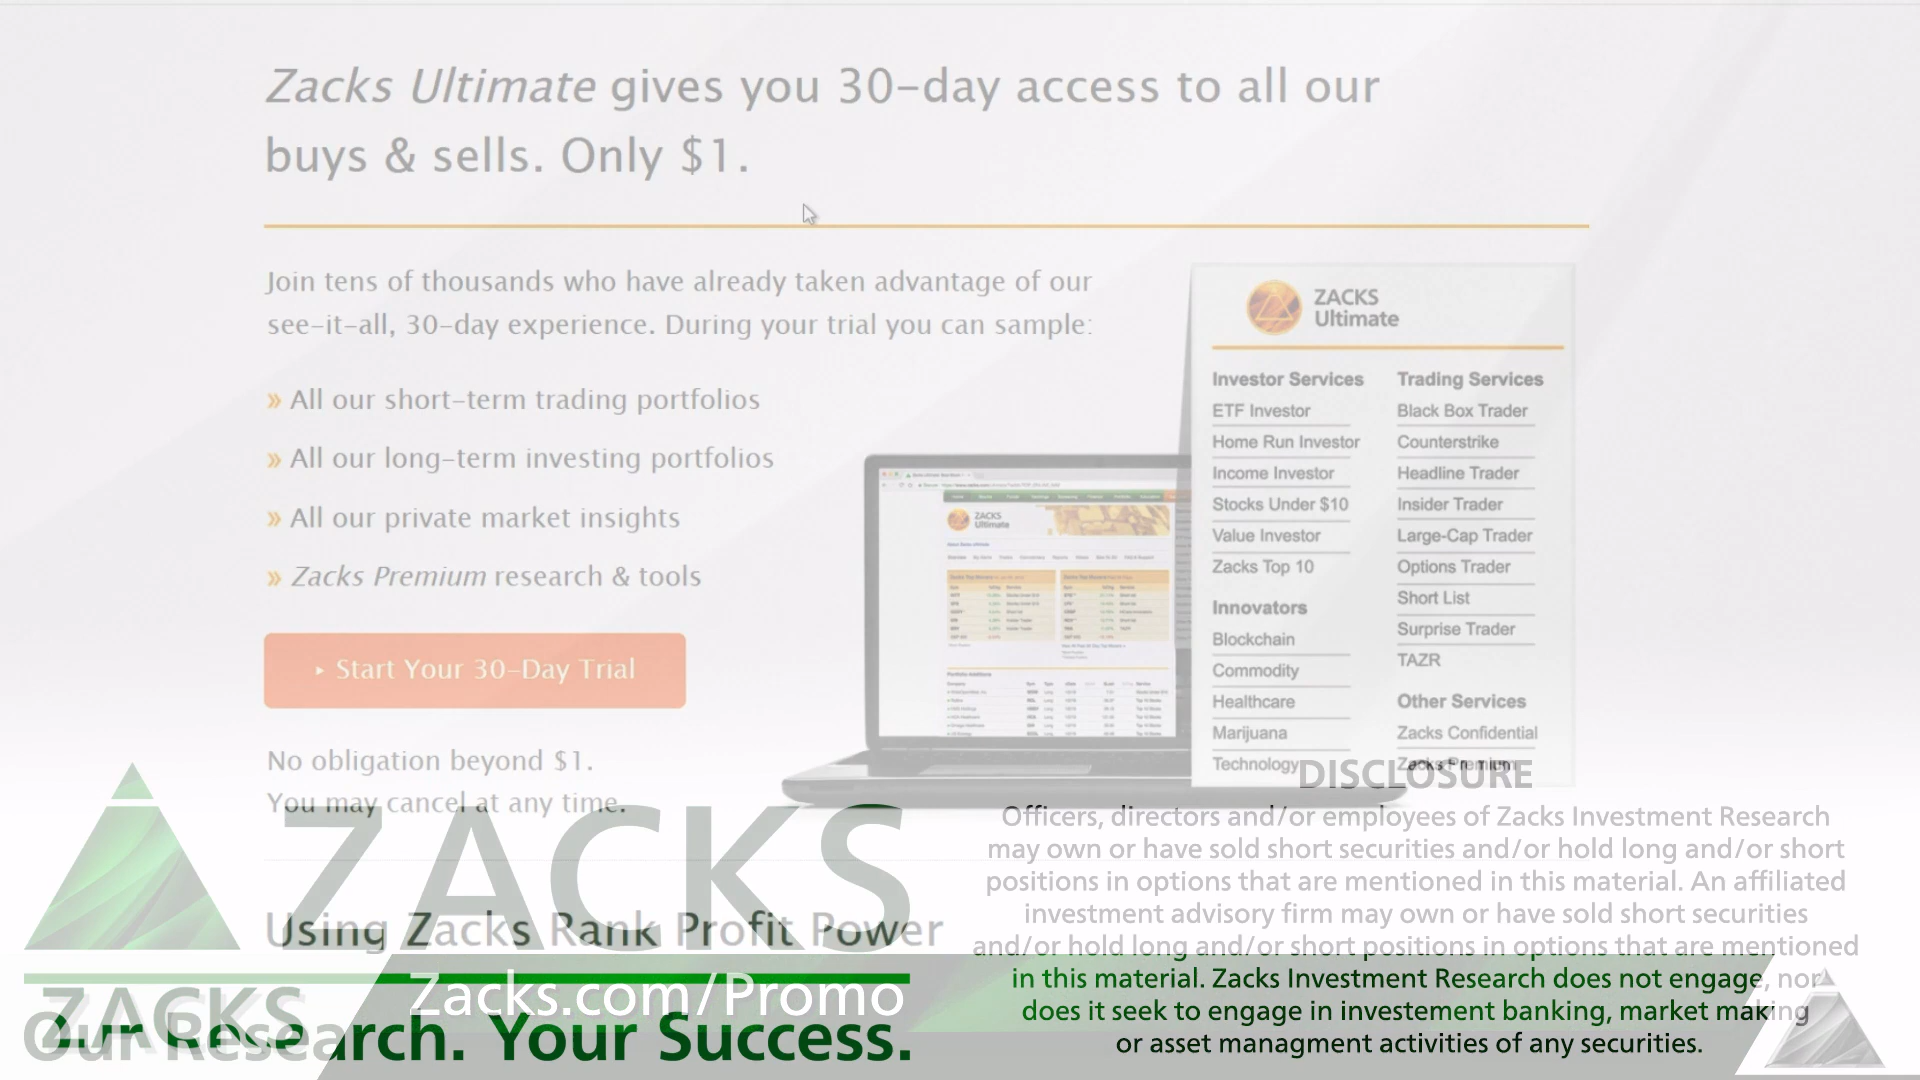 Zacks Ultimate gives you 30-day access to all our
buys & sells. Only $1.
Join tens of thousands who have already taken advantage of our
see-it-all, 30-day experience. During your trial you can sample:
» All our short-term trading portfolios
» All our long-term investing portfolios
» All our private market insights
» Zacks Premium research & tools
Start Your 30-Day Trial
No obligation beyond $1.
You may cancel at any time.
ZACKS
Ultimate
ZACKS
Ultimate
Investor Services
ETF Investor
Home Run Investor
Income Investor
Stocks Under $10
Value Investor
Zacks Top 10
Innovators
Blockchain
Commodity
Healthcare
Marijuana
Technology
Trading Services
Black Box Trader
Counterstrike
Headline Trader
Insider Trader
Large-Cap Trader
Options Trader
Short List
Surprise Trader
TAZR
Other Services
Zacks Confidential
Zacks Premium
ZACKS
Using Zacks Rank Profit Power
Zacks.com/Promo
ZACKS
Our Research. Your Success.
DISCLOSURE
Officers, directors and/or employees of Zacks Investment Research
may own or have sold short securities and/or hold long and/or short
positions in options that are mentioned in this material. An affiliated
investment advisory firm may own or have sold short securities
and/or hold long and/or short positions in options that are mentioned
in this material. Zacks Investment Research does not engage, nor
does it seek to engage in investement banking, market making
or asset managment activities of any securities.